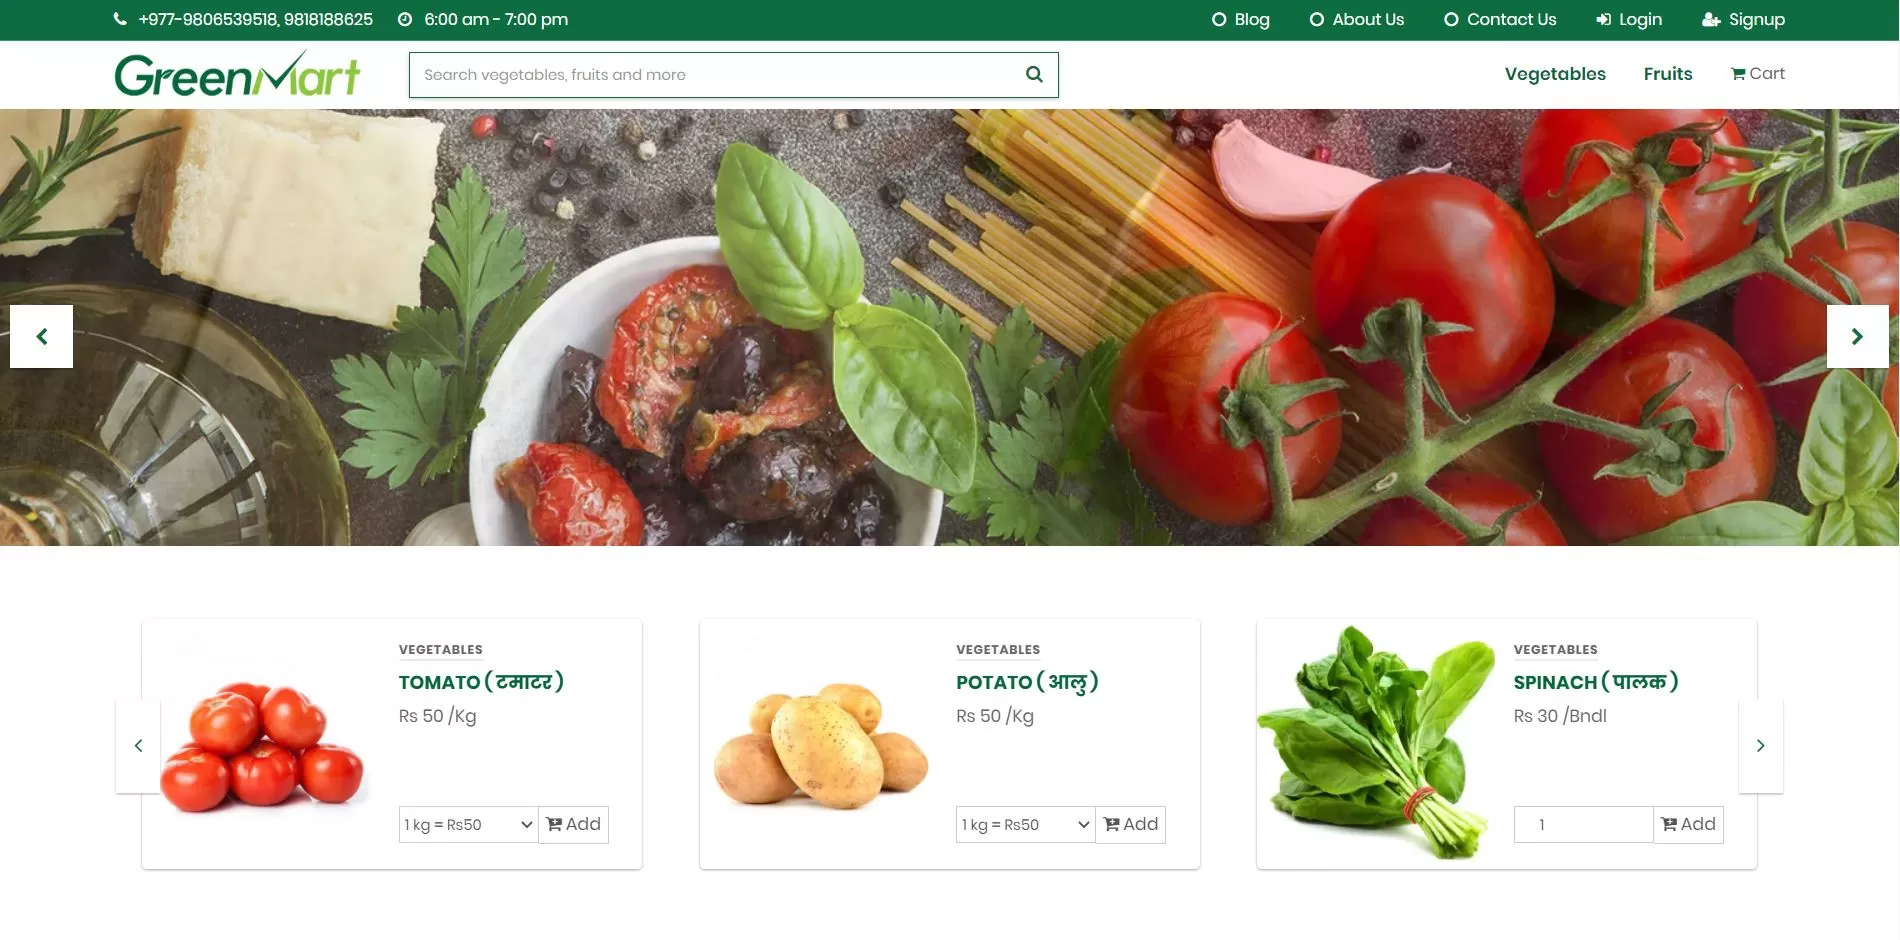 +977-9806539518, 9818188625 6:00 am - 7:00 pm Blog About Us Contact Us Login Signup
GreenMart Search vegetables, fruits and more Vegetables Fruits Cart
VEGETABLES
TOMATO ( टमाटर )
Rs 50 /Kg
1 kg = Rs50 Add
VEGETABLES
POTATO ( आलु )
Rs 50 /Kg
1 kg = Rs50 Add
VEGETABLES
SPINACH ( पालक )
Rs 30 /Bndl
1 Add